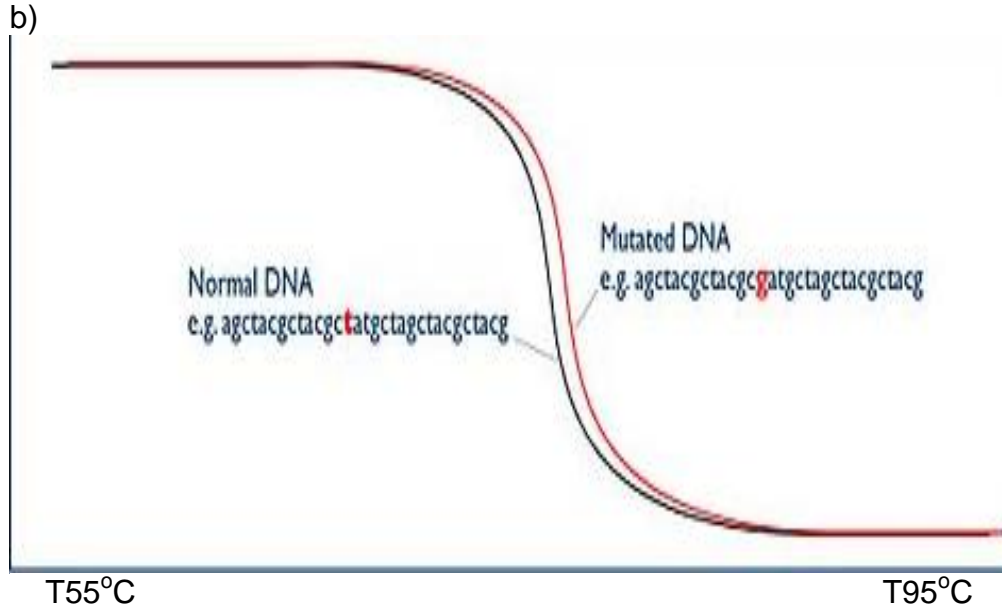 b)
Mutated DNA
e.g. agctacgctacgcgatgctagctacgctacg
Normal DNA
e.g. agctacgctacgctatgctagctacgctacg
T55°C
T95°C